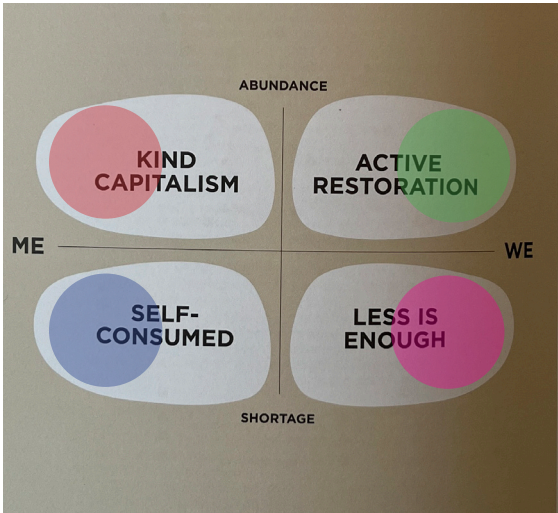 ABUNDANCE
KIND
CAPITALISM
ACTIVE
RESTORATION
ME
WE
SELF-
CONSUMED
LESS IS
ENOUGH
SHORTAGE